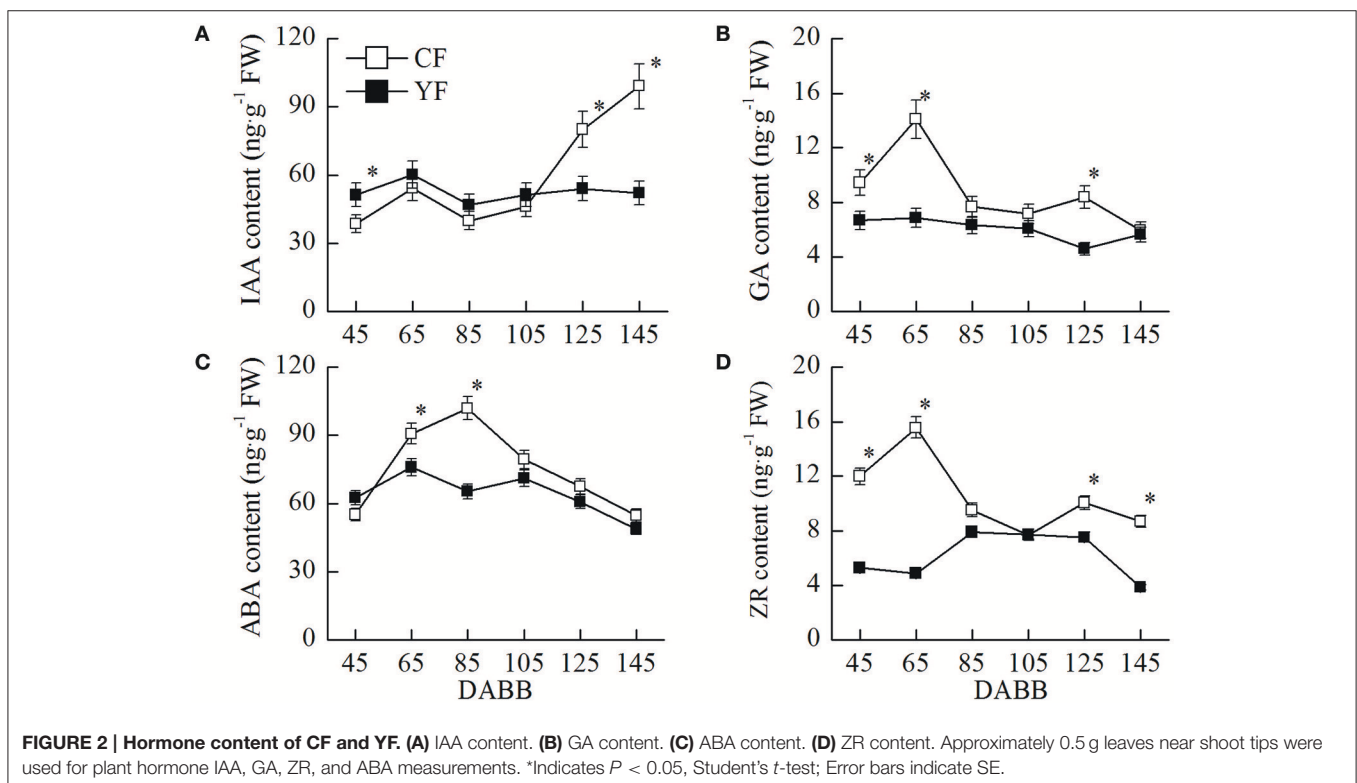 A
120
90
60
30
0
IAA content (ng·g⁻¹ FW)
CF
YF
*
*
*
45 65 85 105 125 145
B
20
16
12
8
4
0
GA content (ng·g⁻¹ FW)
*
*
*
45 65 85 105 125 145
C
120
90
60
30
0
ABA content (ng·g⁻¹ FW)
*
*
45 65 85 105 125 145
DABB
D
20
16
12
8
4
0
ZR content (ng·g⁻¹ FW)
*
*
*
*
45 65 85 105 125 145
DABB
FIGURE 2 | Hormone content of CF and YF. (A) IAA content. (B) GA content. (C) ABA content. (D) ZR content. Approximately 0.5 g leaves near shoot tips were
used for plant hormone IAA, GA, ZR, and ABA measurements. *Indicates P < 0.05, Student's t-test; Error bars indicate SE.